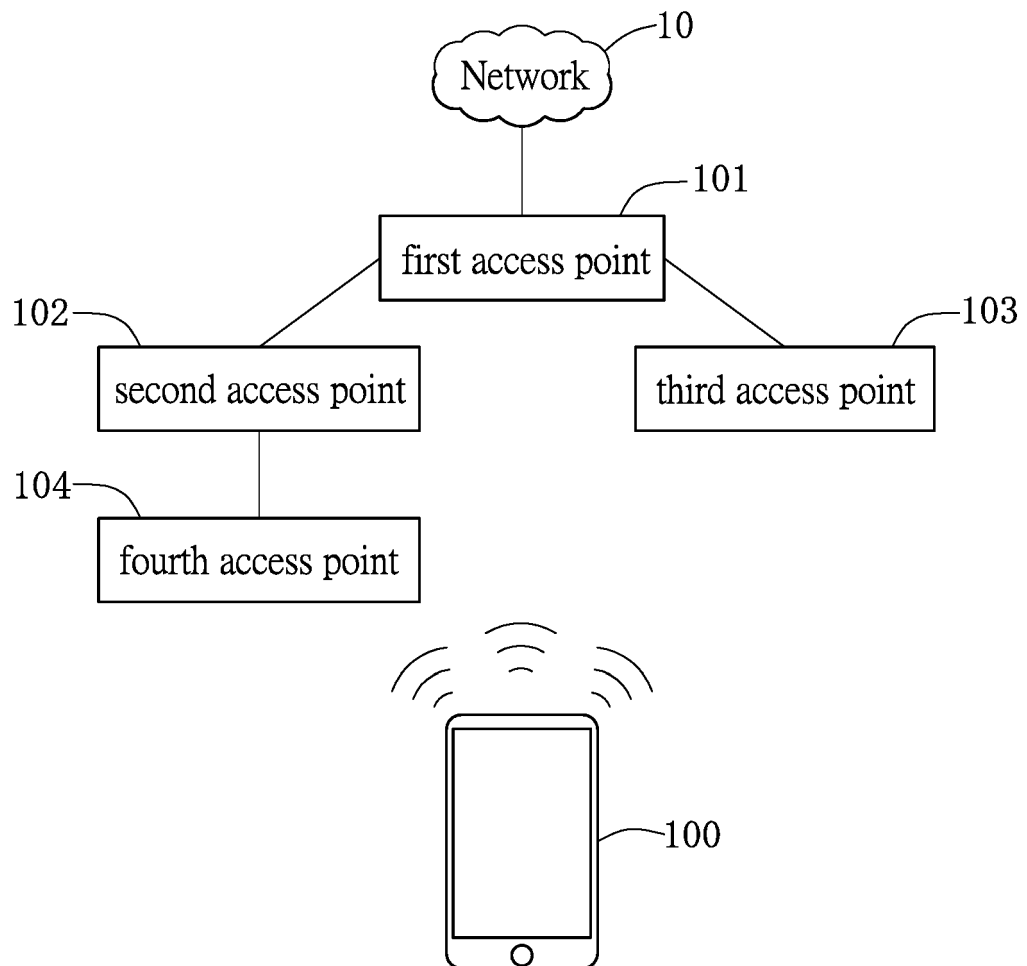 10
Network
101
first access point
102
103
second access point
third access point
104
fourth access point
100